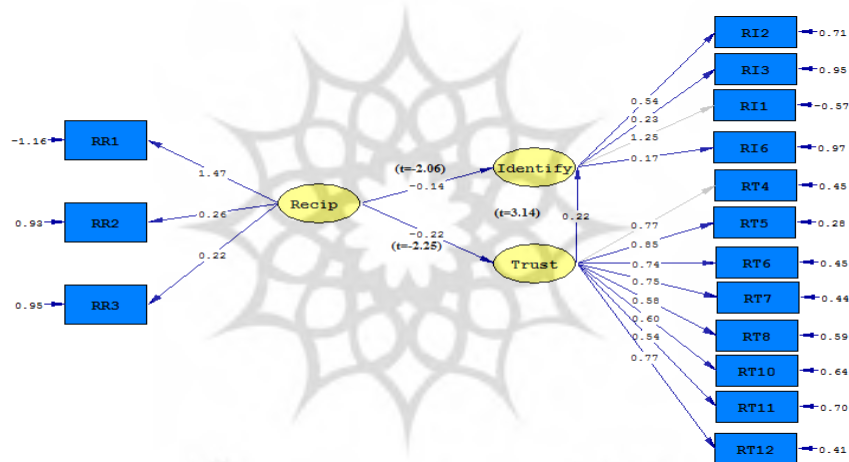 RI2
0.71
RI3
0.95
RI1
-0.57
RI6
0.97
RT4
0.45
RT5
0.28
RT6
0.45
RT7
0.44
RT8
0.59
RT10
0.64
RT11
0.70
RT12
0.41
0.54
0.23
1.25
0.17
0.77
0.85
0.74
0.75
0.58
0.60
0.54
0.77
-1.16
RR1
0.93
RR2
0.95
RR3
1.47
0.26
0.22
Recip
(t=-2.06)
-0.14
Identify
(t=3.14)
0.22
-0.22
(t=-2.25)
Trust